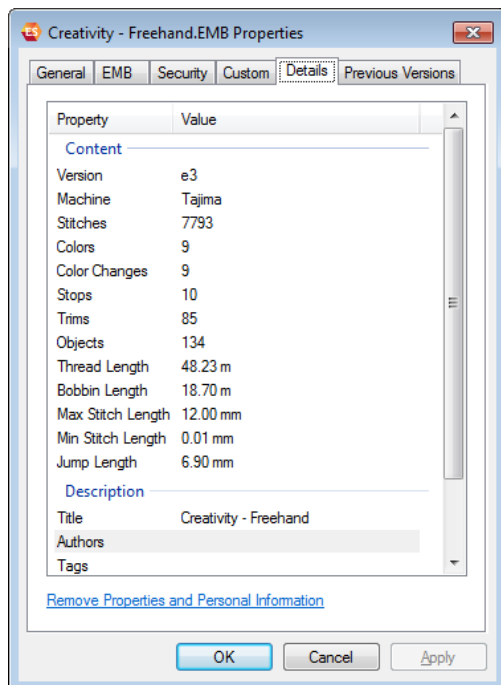 ES Creativity - Freehand.EMB Properties
General EMB Security Custom Details Previous Versions
Property Value
Content
Version e3
Machine Tajima
Stitches 7793
Colors 9
Color Changes 9
Stops 10
Trims 85
Objects 134
Thread Length 48.23 m
Bobbin Length 18.70 m
Max Stitch Length 12.00 mm
Min Stitch Length 0.01 mm
Jump Length 6.90 mm
Description
Title Creativity - Freehand
Authors
Tags
Remove Properties and Personal Information
OK Cancel Apply